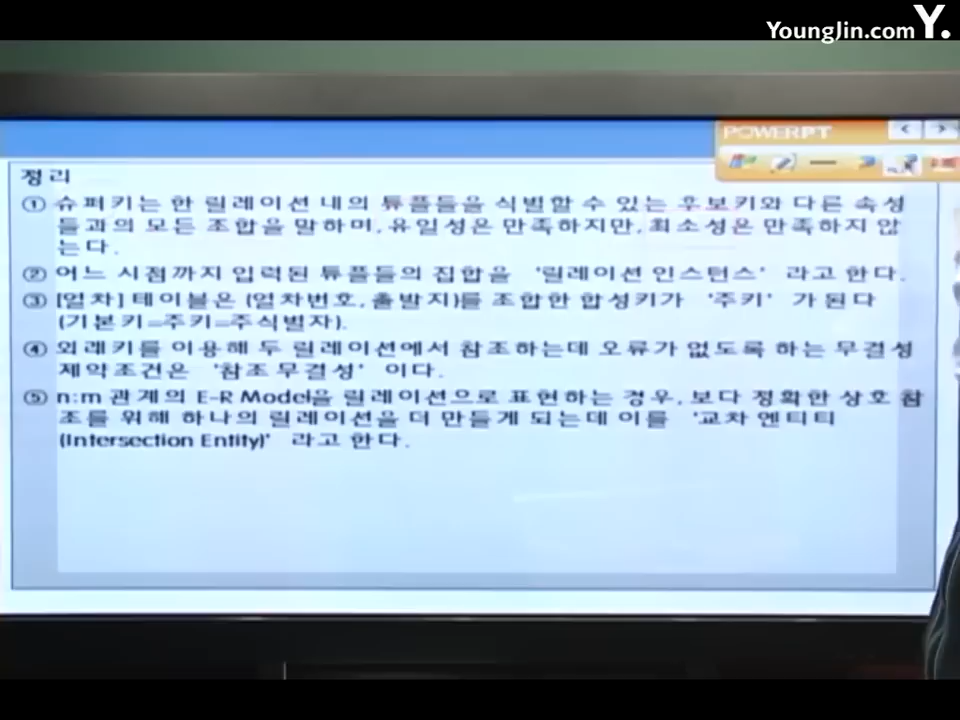 YoungJin.com Y.
POWERPT
정리
① 슈퍼키는 한 릴레이션 내의 튜플들을 식별할 수 있는 후보키와 다른 속성
들과의 모든 조합을 말하며, 유일성은 만족하지만, 최소성은 만족하지 않
는다.
② 어느 시점까지 입력된 튜플들의 집합을 '릴레이션 인스턴스' 라고 한다.
③ [열차] 테이블은 (열차번호, 출발지)를 조합한 합성키가 '주키' 가 된다
(기본키=주키=주식별자).
④ 외래키를 이용해 두 릴레이션에서 참조하는데 오류가 없도록 하는 무결성
제약조건은 '참조 무결성' 이다.
⑤ n:m 관계의 E-R Model을 릴레이션으로 표현하는 경우, 보다 정확한 상호 참
조를 위해 하나의 릴레이션을 더 만들게 되는데 이를 '교차 엔티티
(Intersection Entity)' 라고 한다.